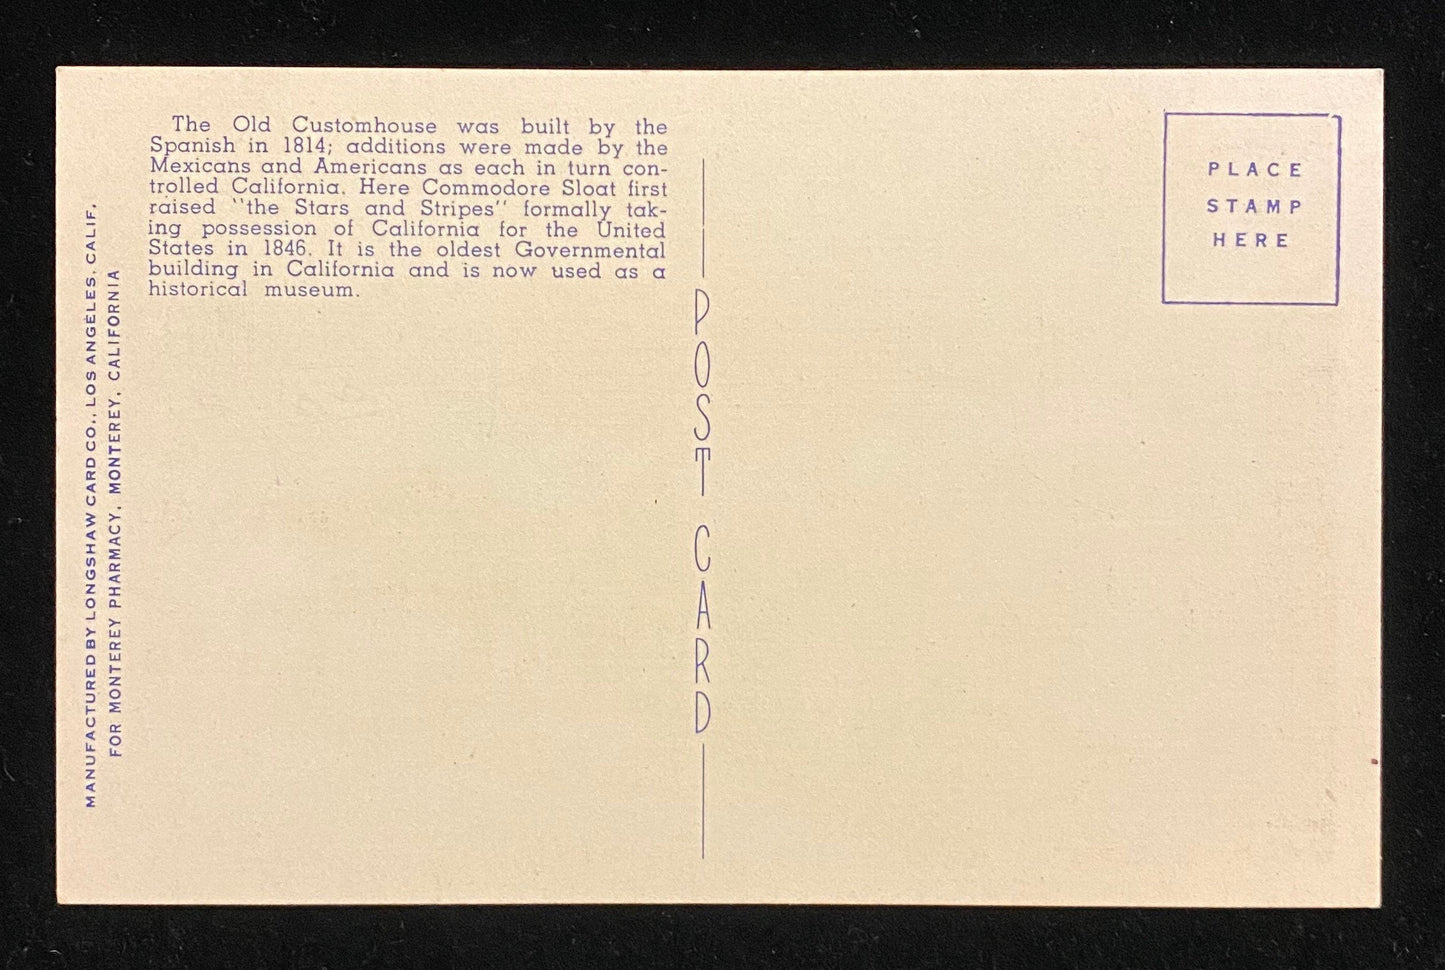 The Old Customhouse was built by the
Spanish in 1814; additions were made by the
Mexicans and Americans as each in turn con-
trolled California. Here Commodore Sloat first
raised "the Stars and Stripes" formally tak-
ing possession of California for the United
States in 1846. It is the oldest Governmental
building in California and is now used as a
historical museum.
MANUFACTURED BY LONGSHAW CARD CO., LOS ANGELES, CALIF.
FOR MONTEREY PHARMACY, MONTEREY, CALIFORNIA
POST CARD
PLACE
STAMP
HERE